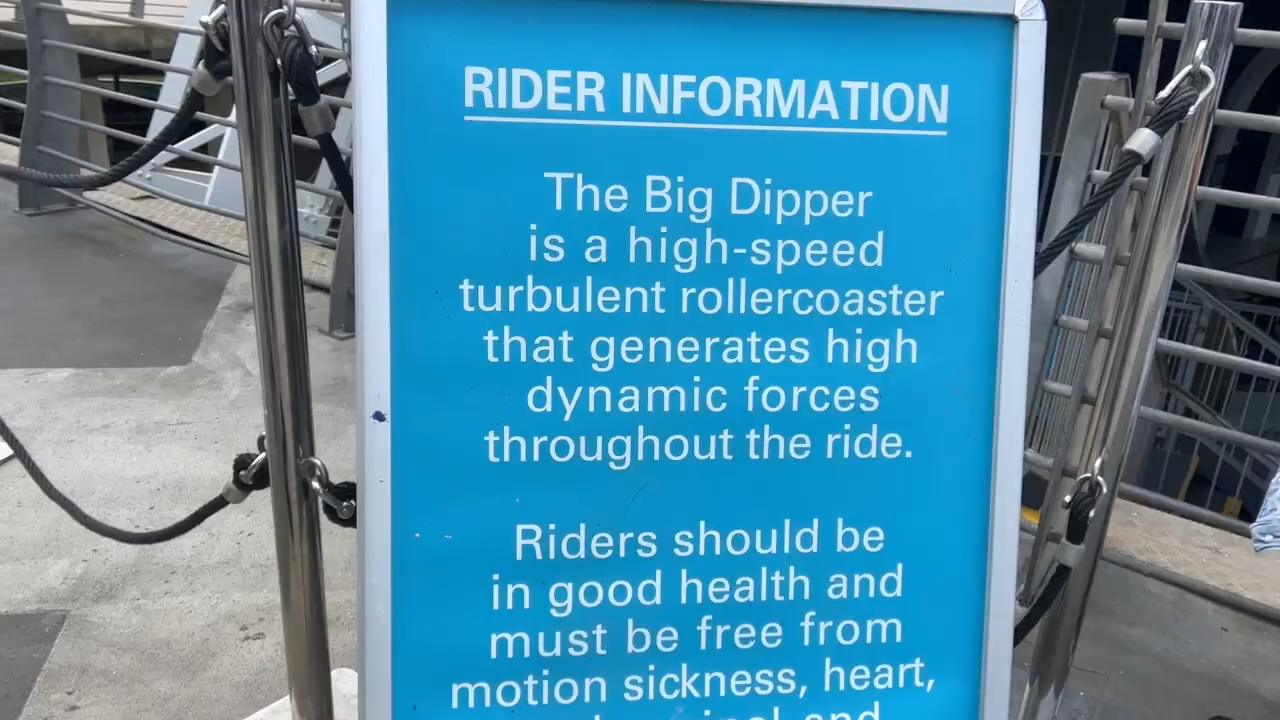 RIDER INFORMATION
The Big Dipper
is a high-speed
turbulent rollercoaster
that generates high
dynamic forces
throughout the ride.
Riders should be
in good health and
must be free from
motion sickness, heart,
and